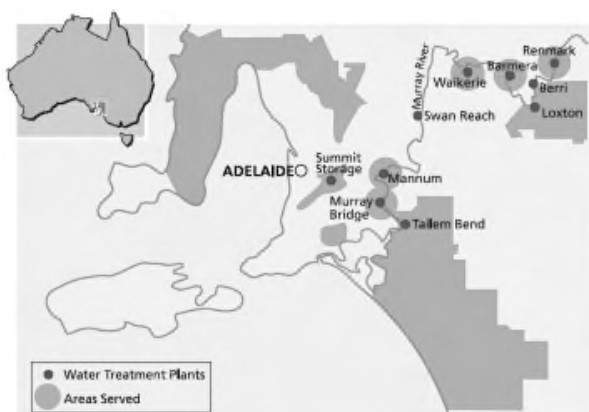 Renmark
Barmera
Waikerie
Berri
Murray River
Loxton
Swan Reach
Summit
Storage
ADELAIDE
Mannum
Murray
Bridge
Tailem Bend
Water Treatment Plants
Areas Served